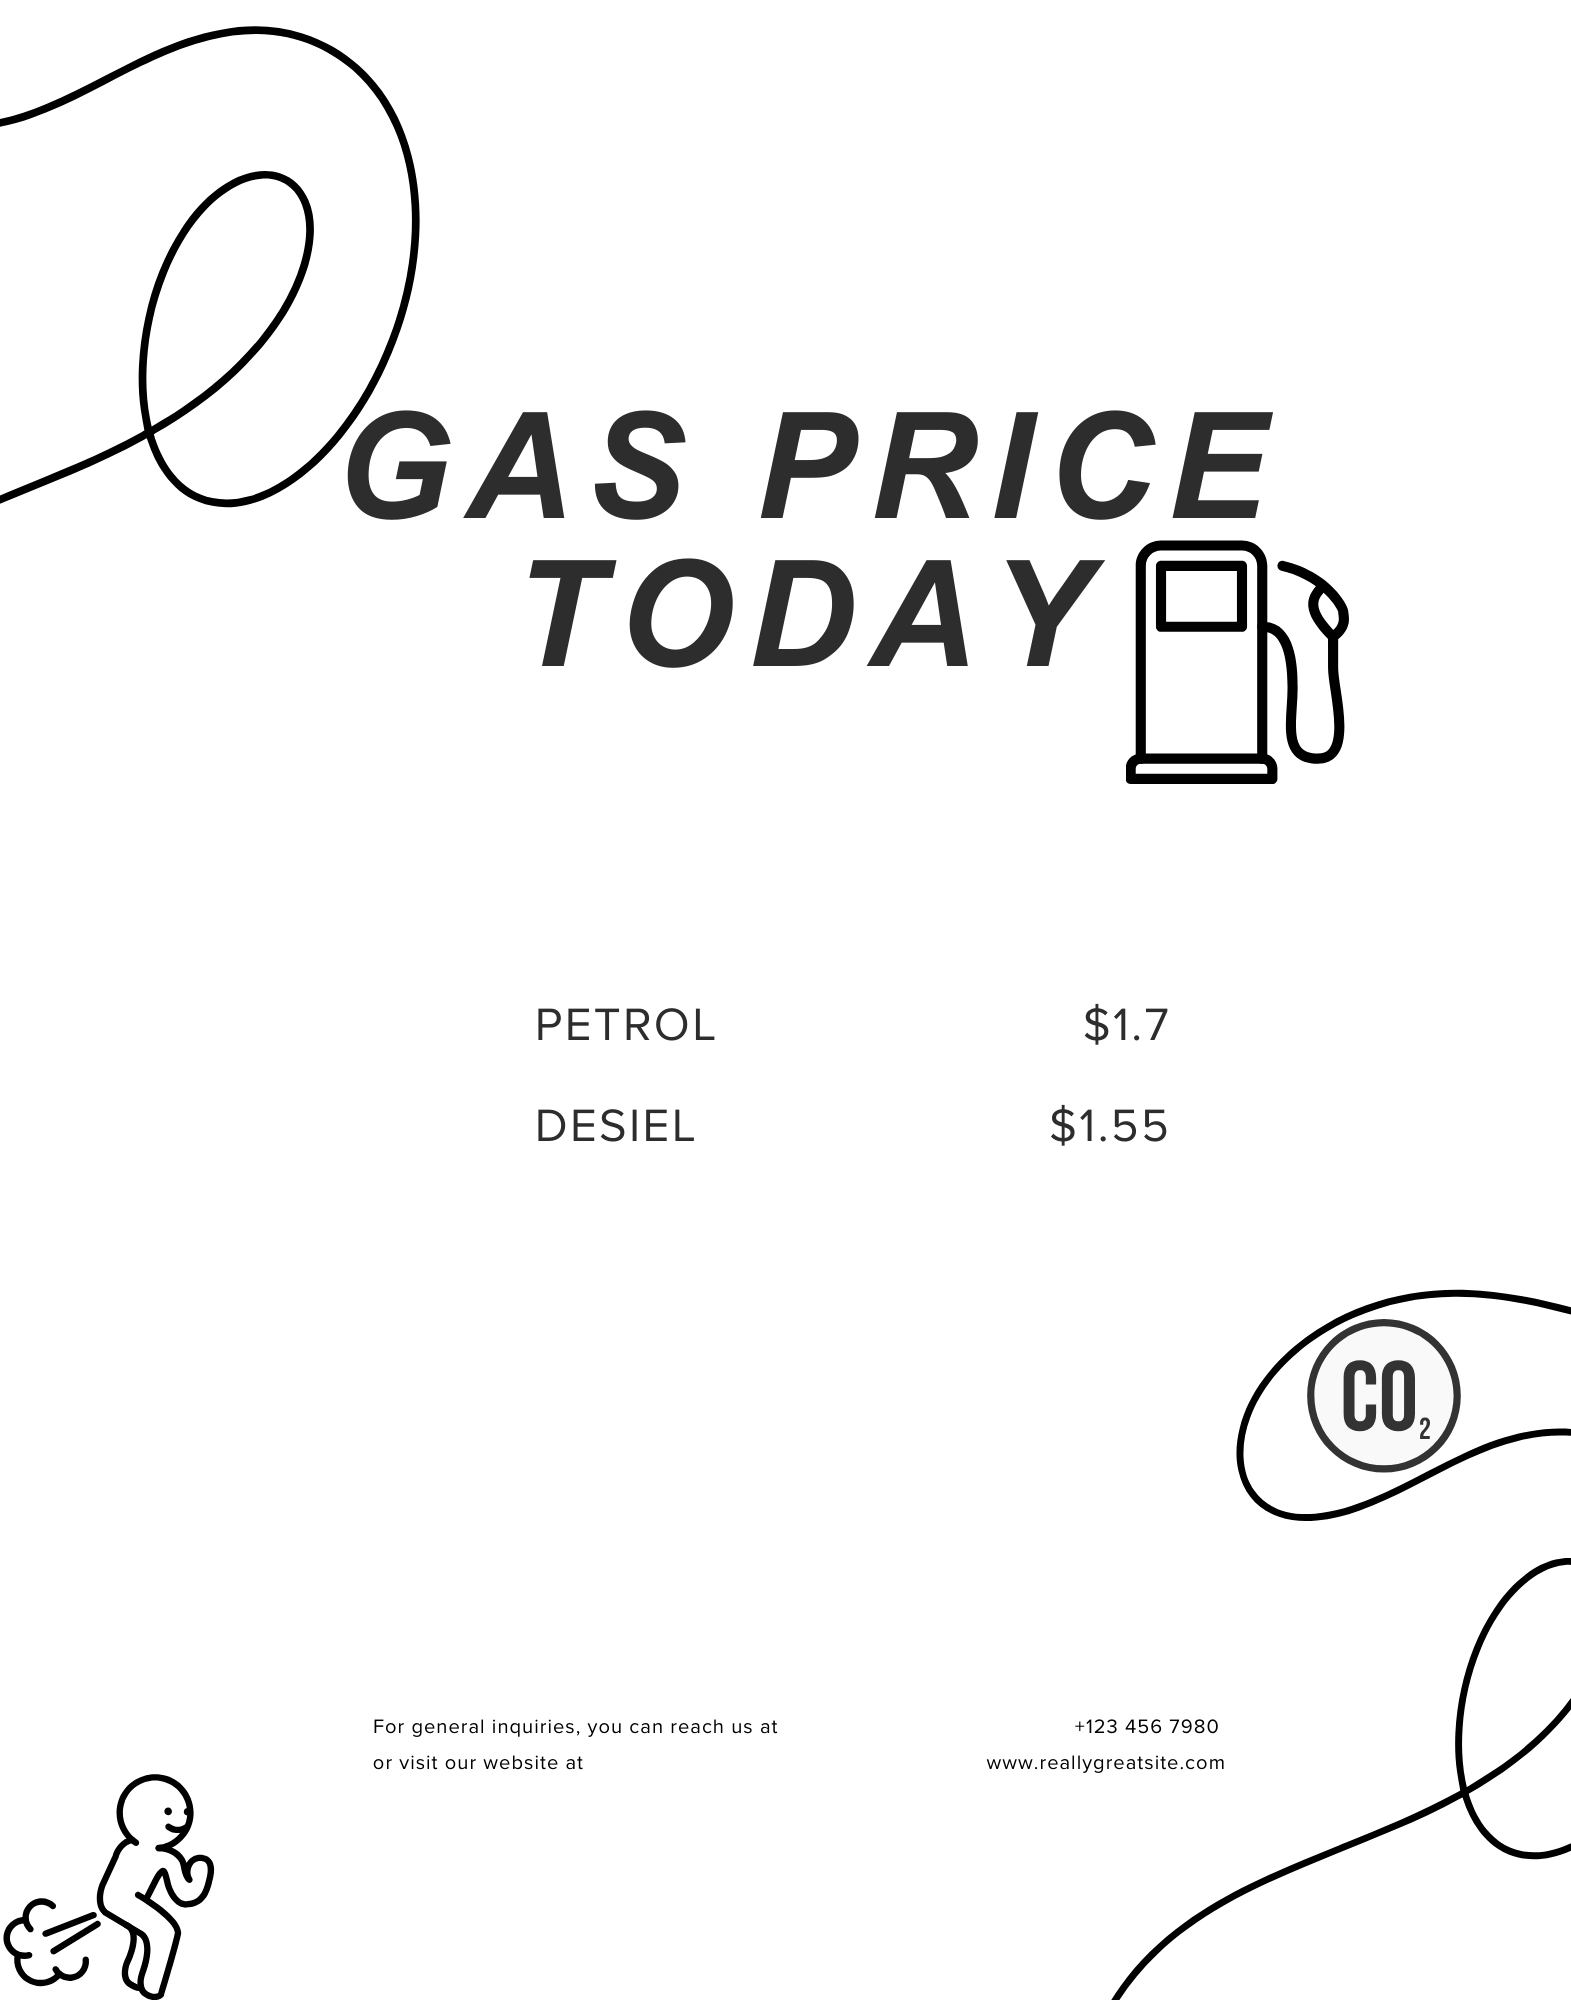 GAS PRICE
TODAY
PETROL $1.7
DESIEL $1.55
CO₂
For general inquiries, you can reach us at +123 456 7980
or visit our website at www.reallygreatsite.com